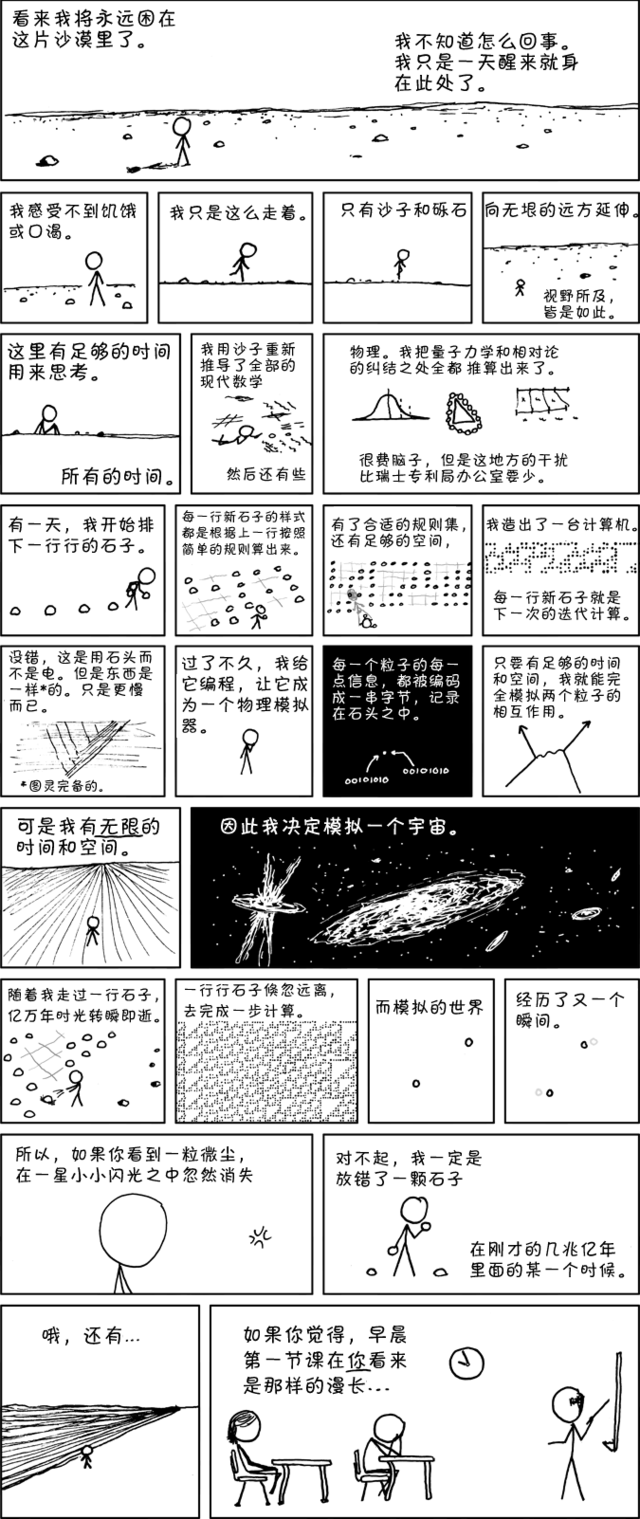 看来我将永远困在
这片沙漠里了。
我不知道怎么回事。
我只是一天醒来就身
在此处了。
我感受不到饥饿
或口渴。
我只是这么走着。
只有沙子和砾石
向无垠的远方延伸。
视野所及，
皆是如此。
这里有足够的时间
用来思考。
所有的时间。
我用沙子重新
推导了全部的
现代数学
然后还有些
物理。我把量子力学和相对论
的纠结之处全都推算出来了。
很费脑子，但是这地方的干扰
比瑞士专利局办公室要少。
有一天，我开始排
下一行行的石子。
每一行新石子的样式
都是根据上一行按照
简单的规则算出来。
有了合适的规则集，
还有足够的空间，
我造出了一台计算机。
每一行新石子就是
下一次的迭代计算。
没错，这是用石头而
不是电。但是东西是
一样*的。只是更慢
而已。
*图灵完备的。
过了不久，我给
它编程，让它成
为一个物理模拟
器。
每一个粒子的每一
点信息，都被编码
成一串字节，记录
在石头之中。
00101010
00101010
只要有足够的时间
和空间，我就能完
全模拟两个粒子的
相互作用。
可是我有无限的
时间和空间。
因此我决定模拟一个宇宙。
随着我走过一行石子，
亿万年时光转瞬即逝。
一行行石子倏忽远离，
去完成一步计算。
而模拟的世界
经历了又一个
瞬间。
所以，如果你看到一粒微尘，
在一星小小闪光之中忽然消失
对不起，我一定是
放错了一颗石子
在刚才的几兆亿年
里面的某一个时候。
哦，还有...
如果你觉得，早晨
第一节课在你看来
是那样的漫长...